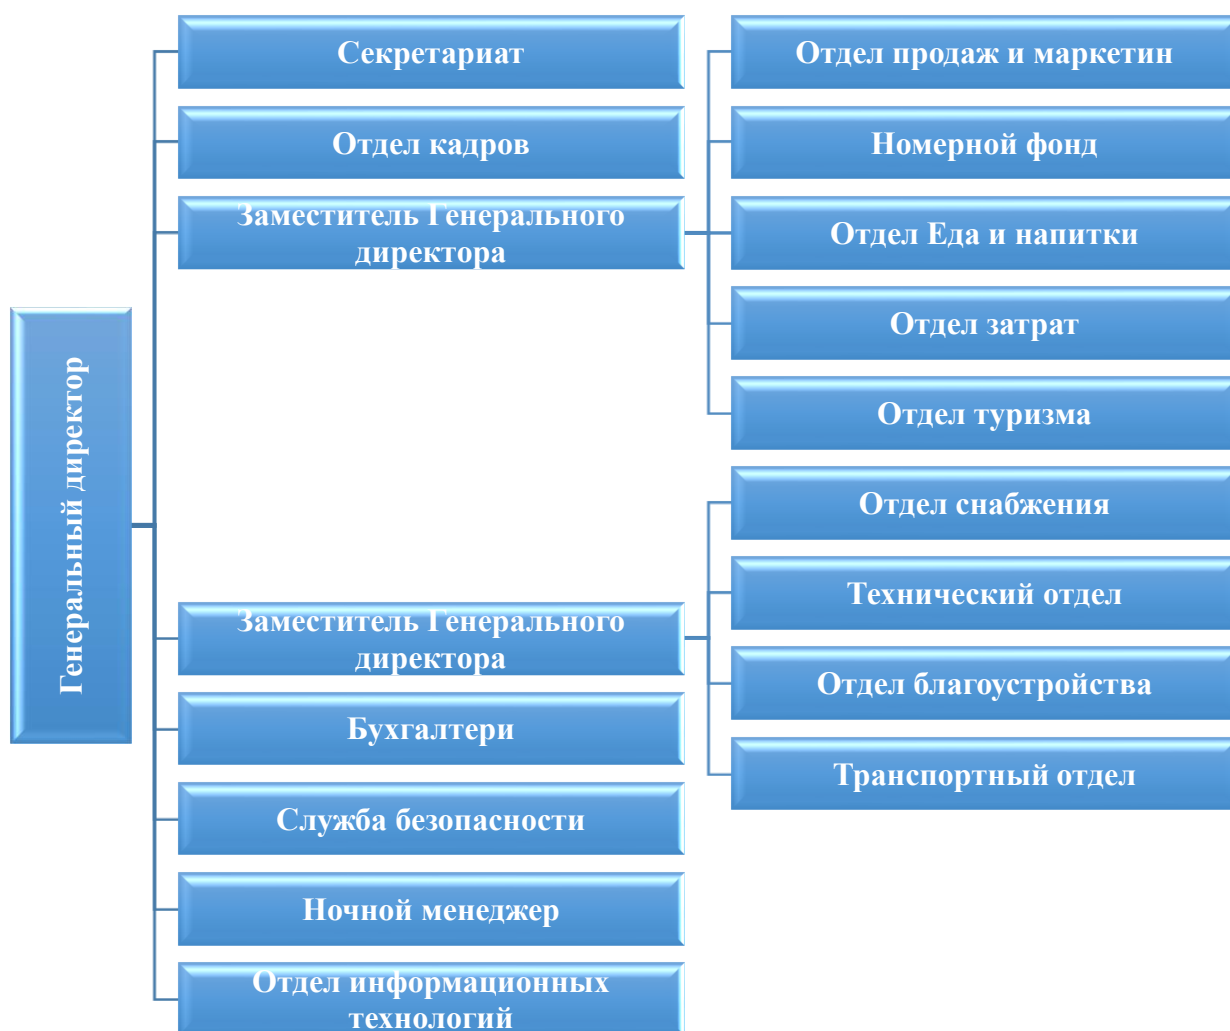 Генеральный директор
Секретариат
Отдел кадров
Заместитель Генерального
директора
Отдел продаж и маркетин
Номерной фонд
Отдел Еда и напитки
Отдел затрат
Отдел туризма
Заместитель Генерального
директора
Отдел снабжения
Технический отдел
Отдел благоустройства
Транспортный отдел
Бухгалтери
Служба безопасности
Ночной менеджер
Отдел информационных
технологий